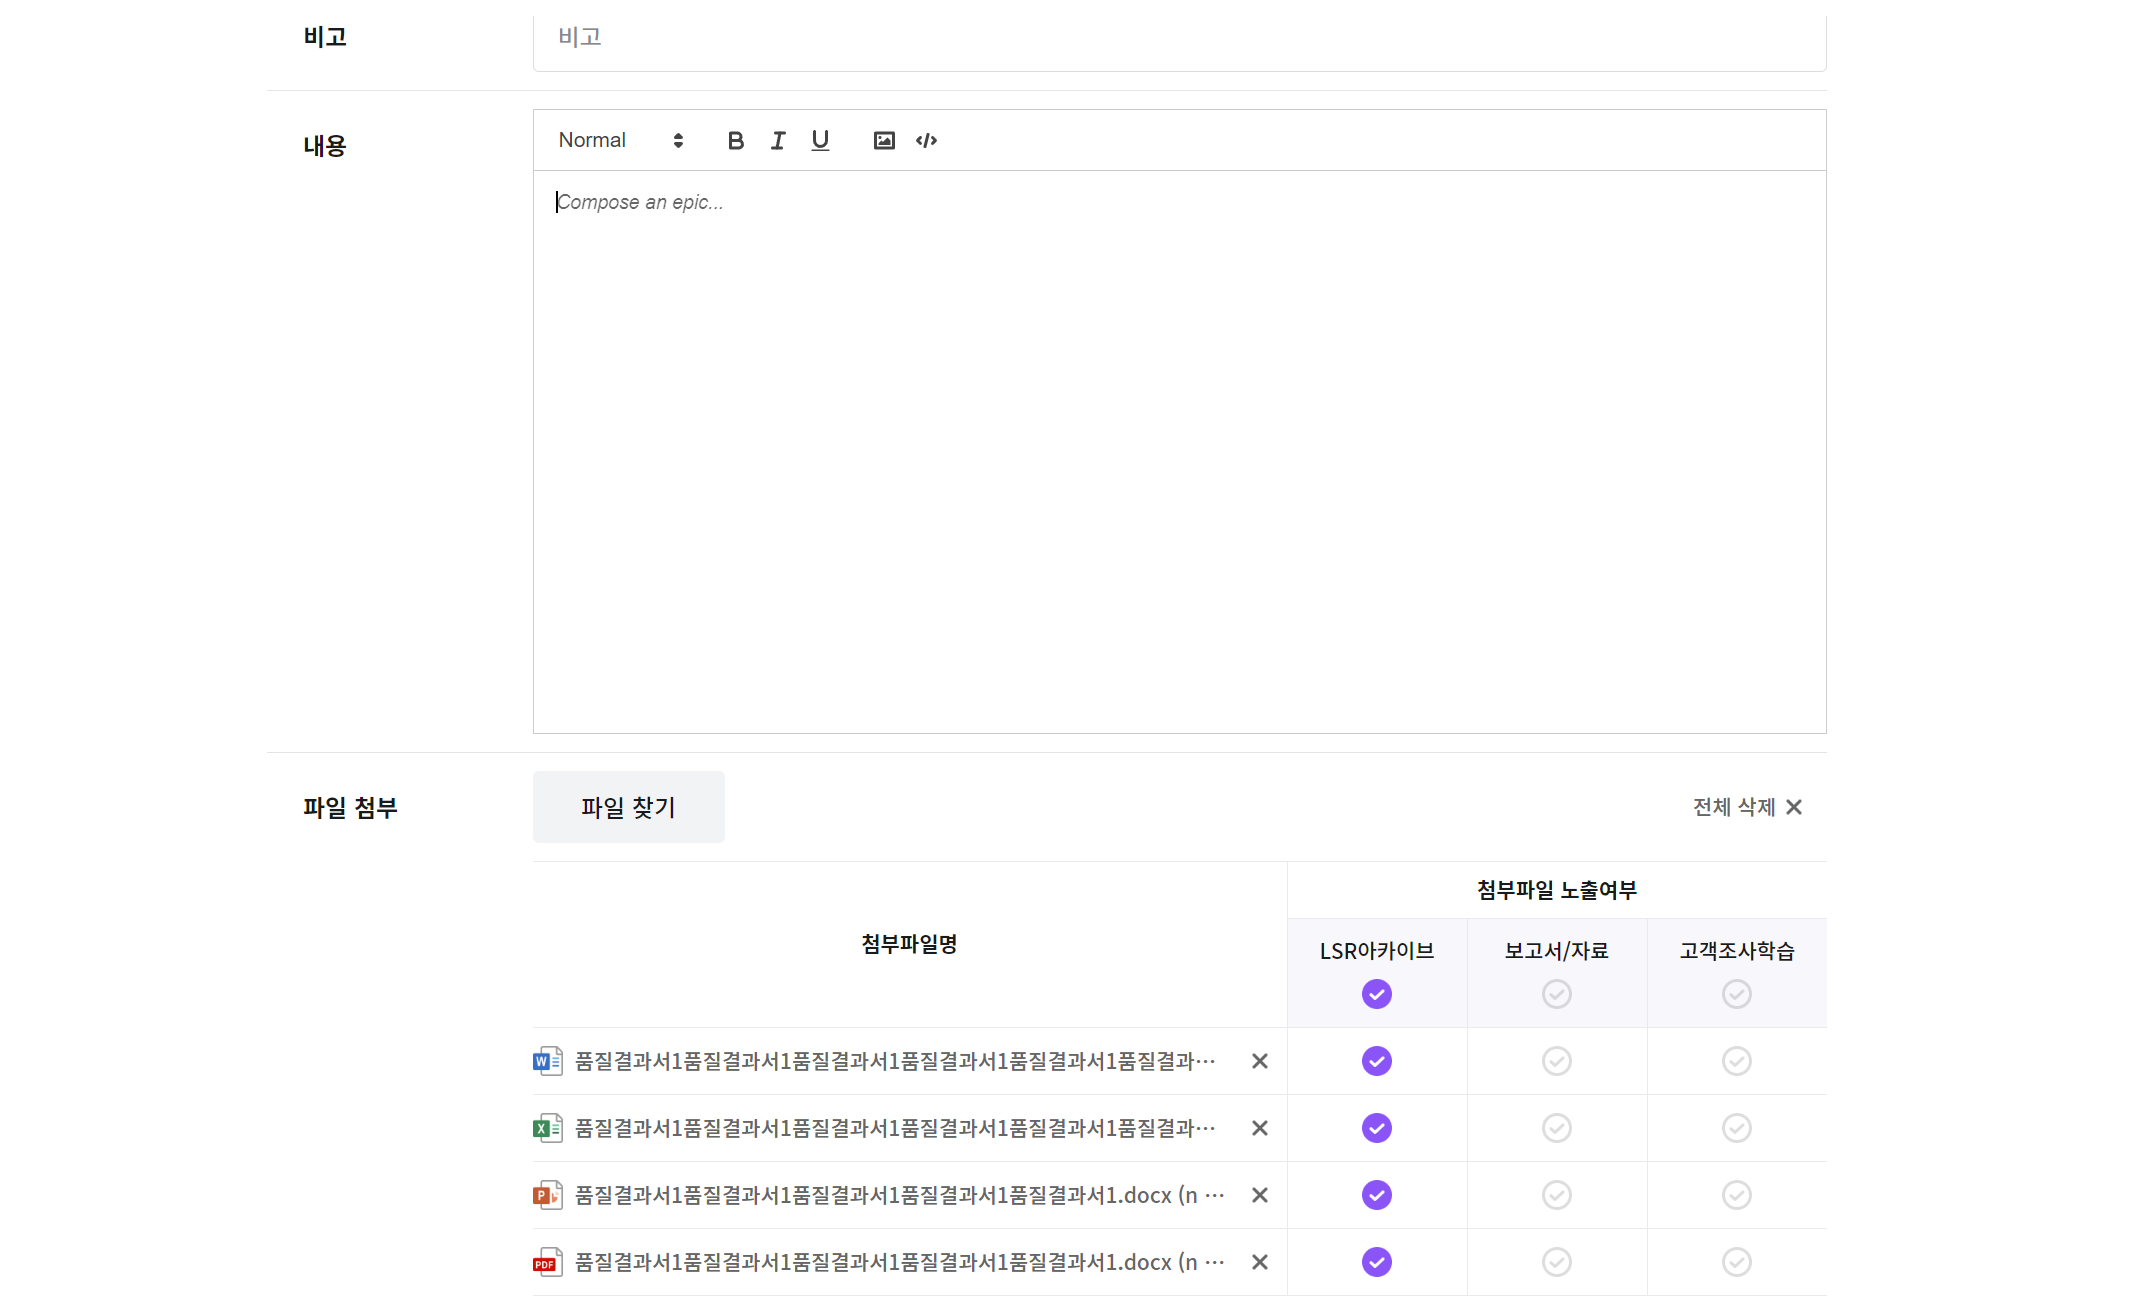 비고
비고
내용
Normal
B I U
Compose an epic...
파일 첨부
파일 찾기
전체 삭제
첨부파일명
첨부파일 노출여부
LSR아카이브
보고서/자료
고객조사학습
W 품질결과서1품질결과서1품질결과서1품질결과서1품질결과서1품질결과···
X 품질결과서1품질결과서1품질결과서1품질결과서1품질결과서1품질결과···
P 품질결과서1품질결과서1품질결과서1품질결과서1품질결과서1.docx (n ···
PDF 품질결과서1품질결과서1품질결과서1품질결과서1품질결과서1.docx (n ···